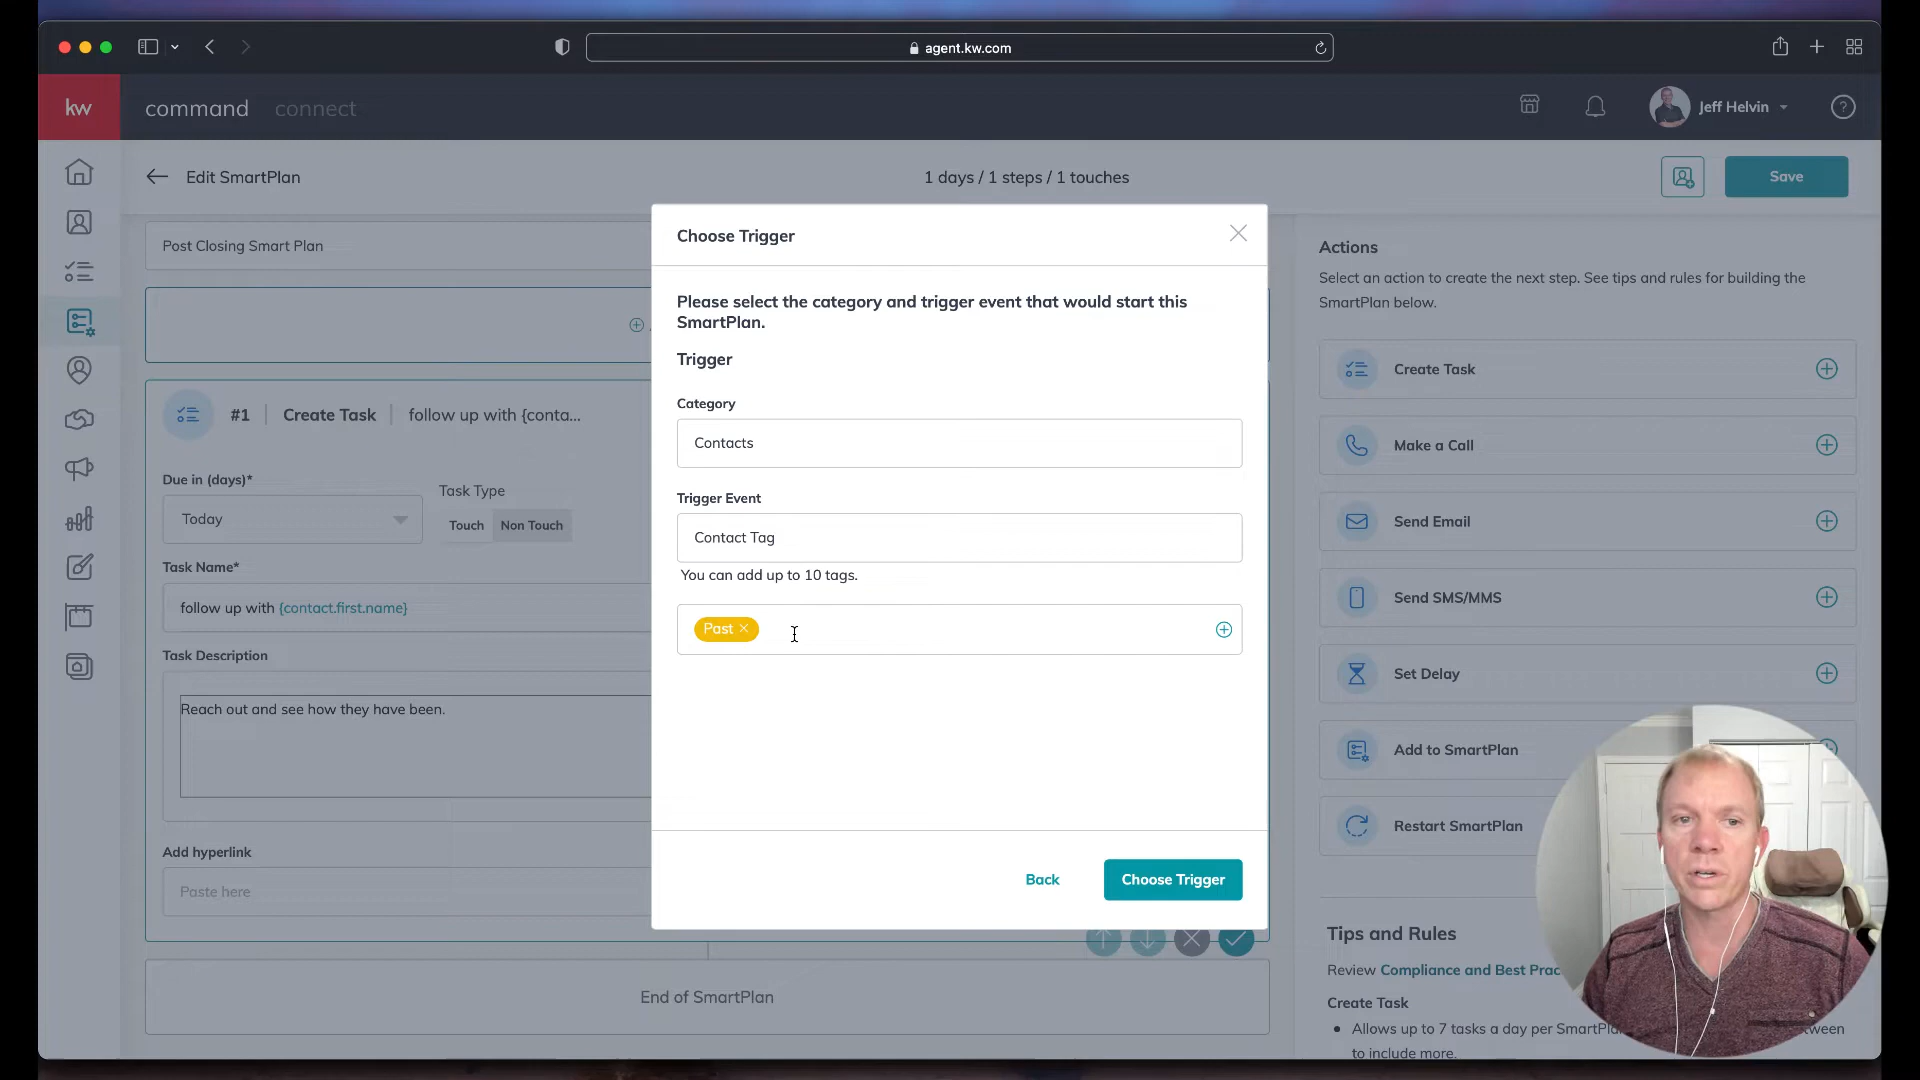 agent.kw.com
kw
command
connect
Jeff Helvin
?
Edit SmartPlan
1 days / 1 steps / 1 touches
Save
Post Closing Smart Plan
#1
Create Task
follow up with {conta...
Due in (days)*
Today
Task Type
Touch
Non Touch
Task Name*
follow up with {contact.first.name}
Task Description
Reach out and see how they have been.
Add hyperlink
Paste here
End of SmartPlan
Choose Trigger
Please select the category and trigger event that would start this
SmartPlan.
Trigger
Category
Contacts
Trigger Event
Contact Tag
You can add up to 10 tags.
Past
Back
Choose Trigger
Actions
Select an action to create the next step. See tips and rules for building the
SmartPlan below.
Create Task
Make a Call
Send Email
Send SMS/MMS
Set Delay
Add to SmartPlan
Restart SmartPlan
Tips and Rules
Review Compliance and Best Prac
Create Task
Allows up to 7 tasks a day per SmartPla
to include more.